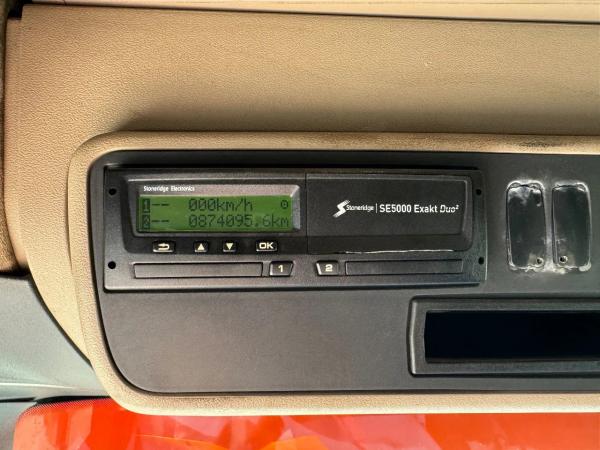 Stoneridge Electronics
1 -- 000km/h
2 -- 0874095.6km
Stoneridge | SE5000 Exakt Duo²
OK
1 2